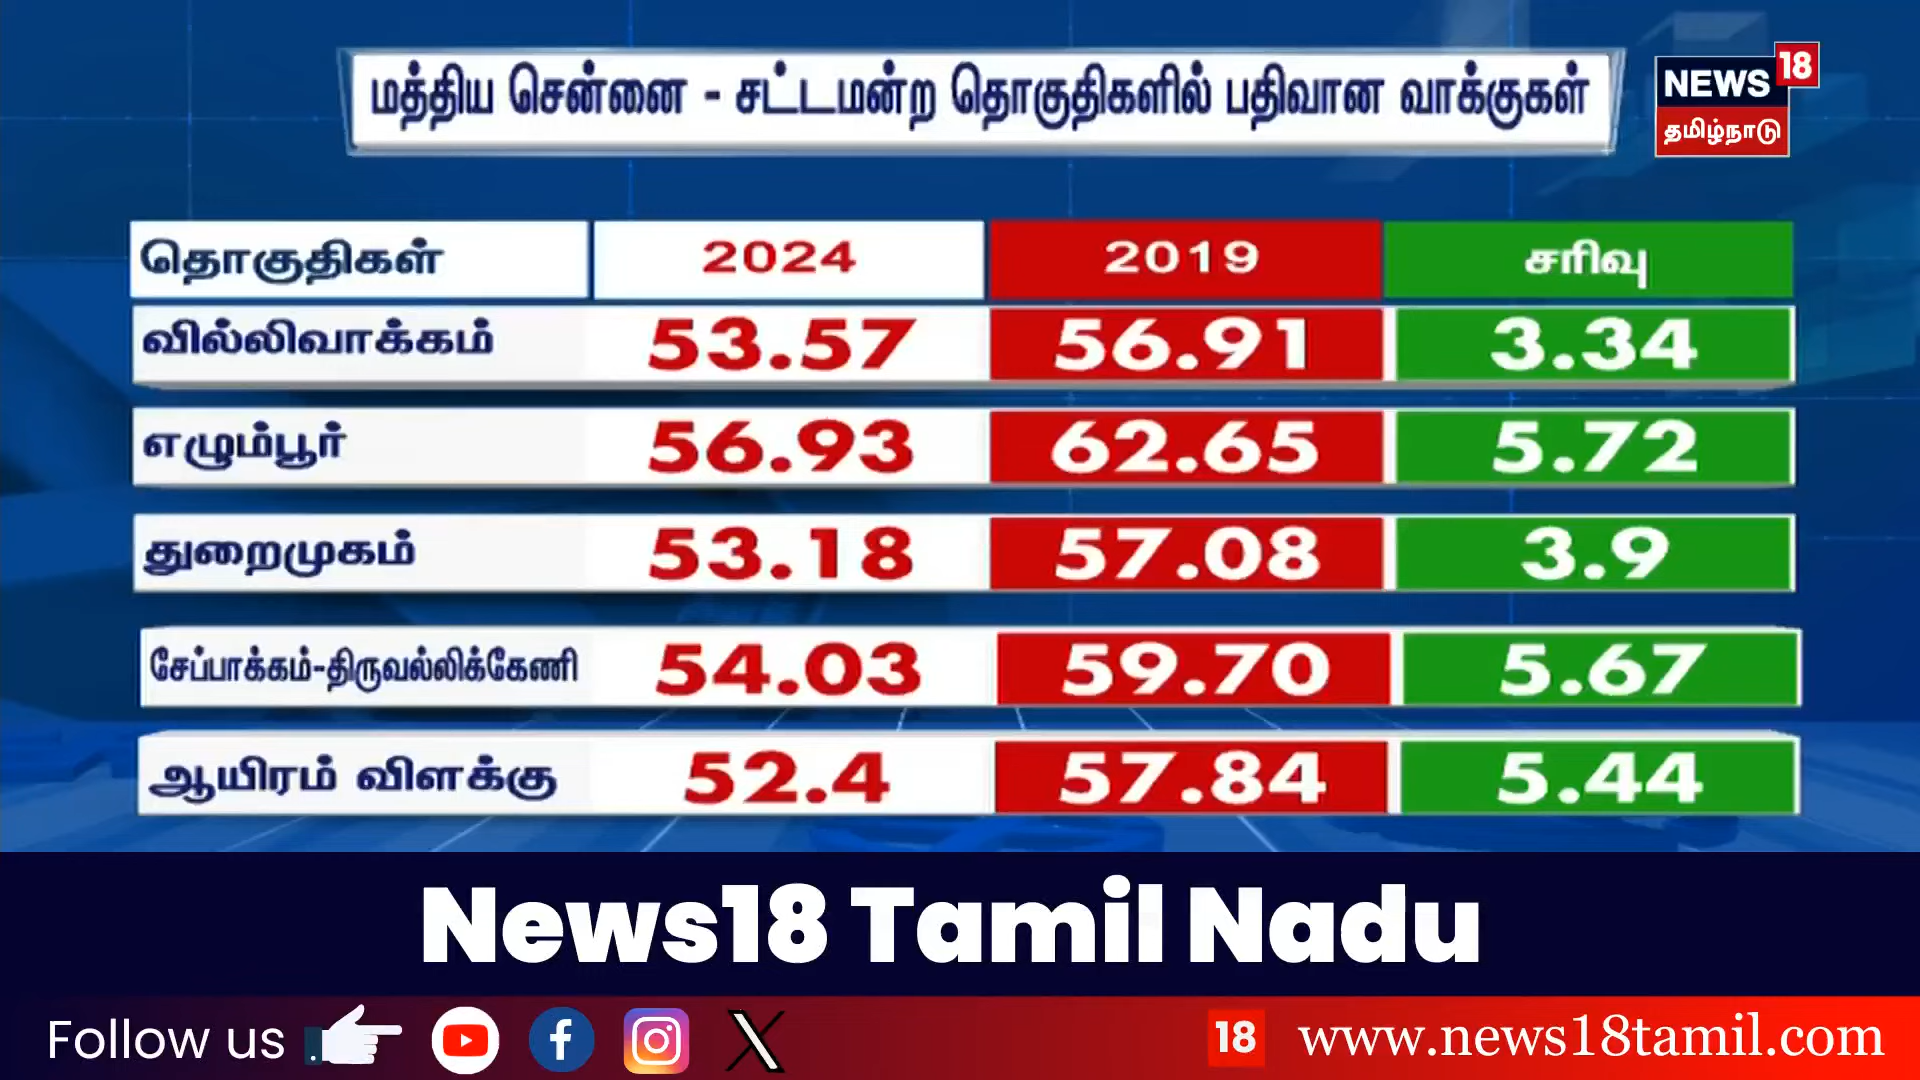 மத்திய சென்னை - சட்டமன்ற தொகுதிகளில் பதிவான வாக்குகள்
NEWS 18
தமிழ்நாடு
தொகுதிகள் 2024 2019 சரிவு
வில்லிவாக்கம் 53.57 56.91 3.34
எழும்பூர் 56.93 62.65 5.72
துறைமுகம் 53.18 57.08 3.9
சேப்பாக்கம்-திருவல்லிக்கேணி 54.03 59.70 5.67
ஆயிரம் விளக்கு 52.4 57.84 5.44
News18 Tamil Nadu
Follow us 18 www.news18tamil.com